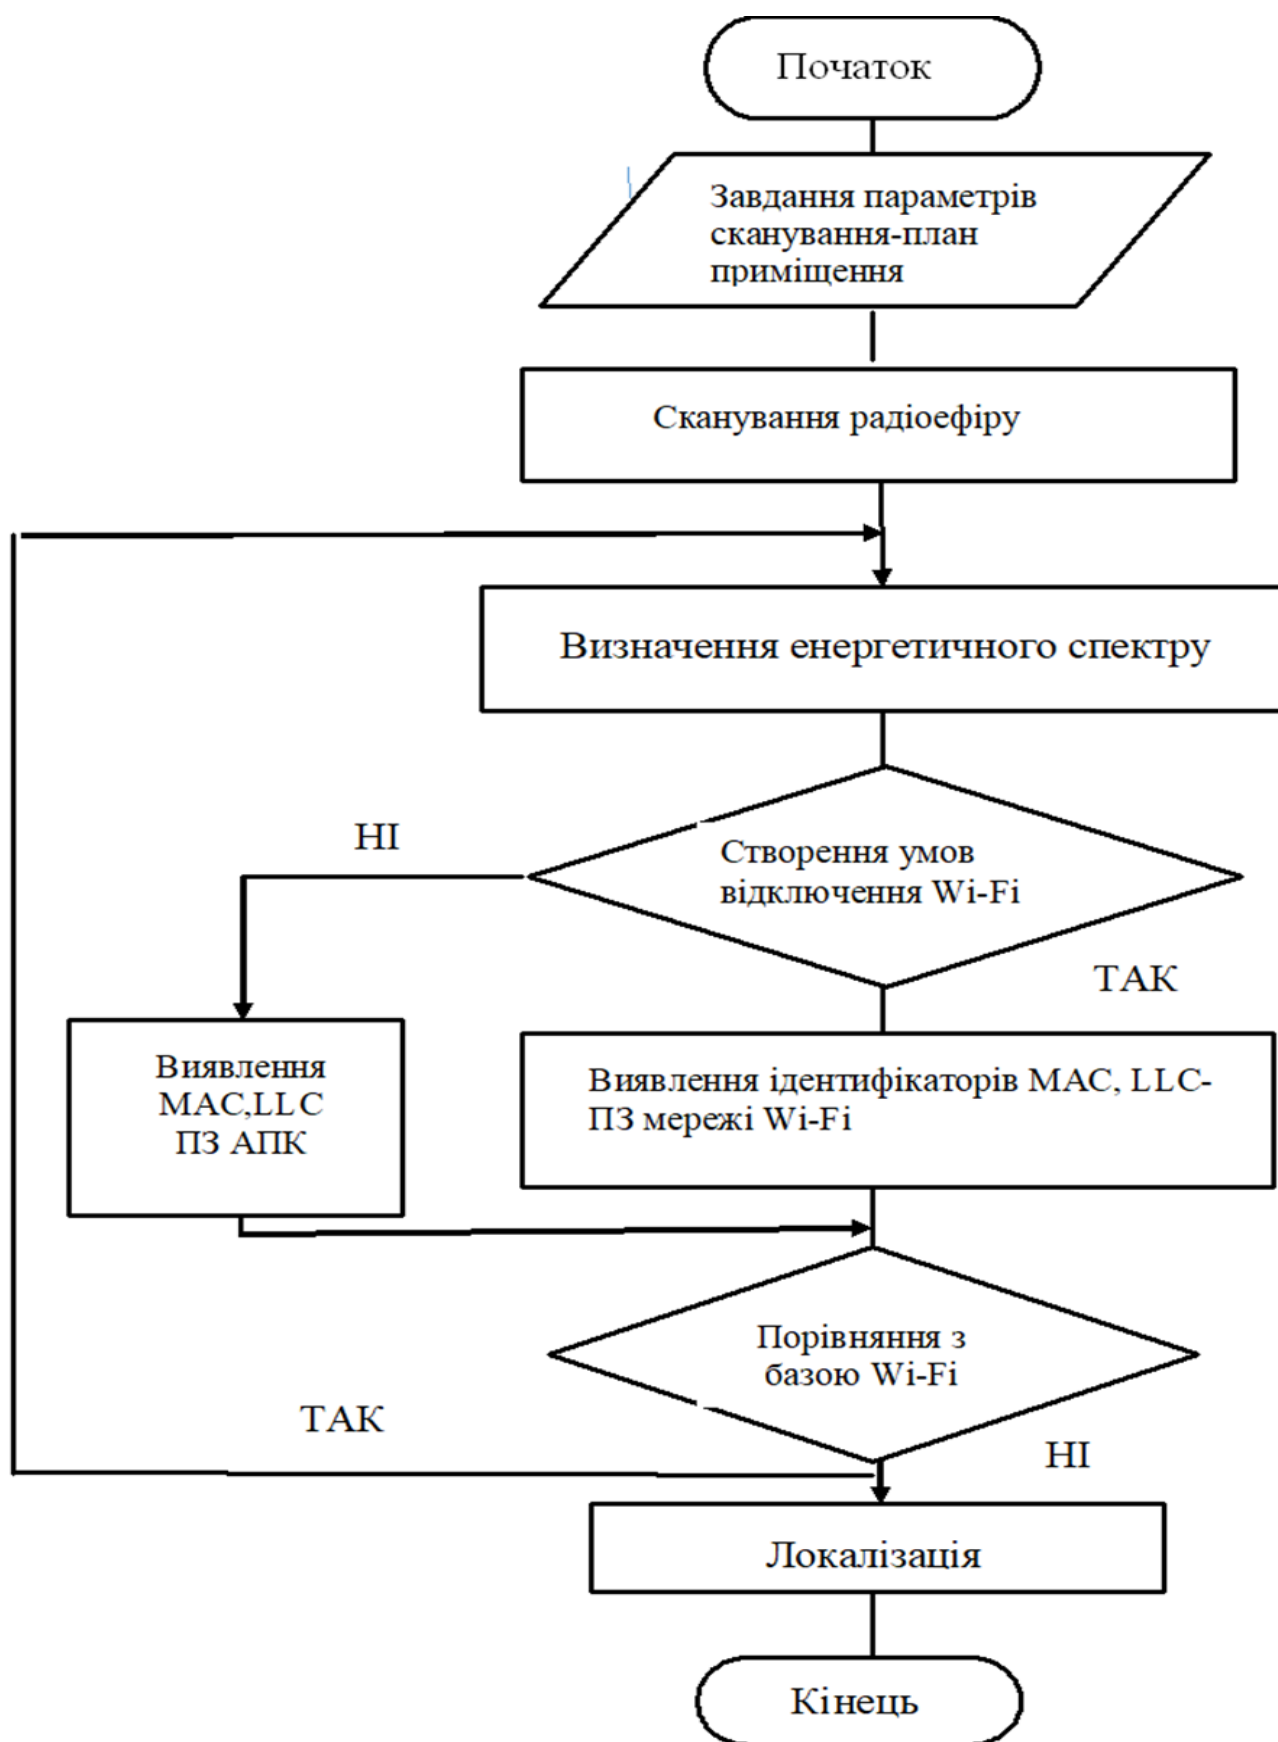 Початок
Завдання параметрів
сканування-план
приміщення
Сканування радіоефіру
Визначення енергетичного спектру
НІ
Створення умов
відключення Wi-Fi
ТАК
Виявлення
MAC,LLC
ПЗ АПК
Виявлення ідентифікаторів MAC, LLC-
ПЗ мережі Wi-Fi
Порівняння з
базою Wi-Fi
ТАК
НІ
Локалізація
Кінець